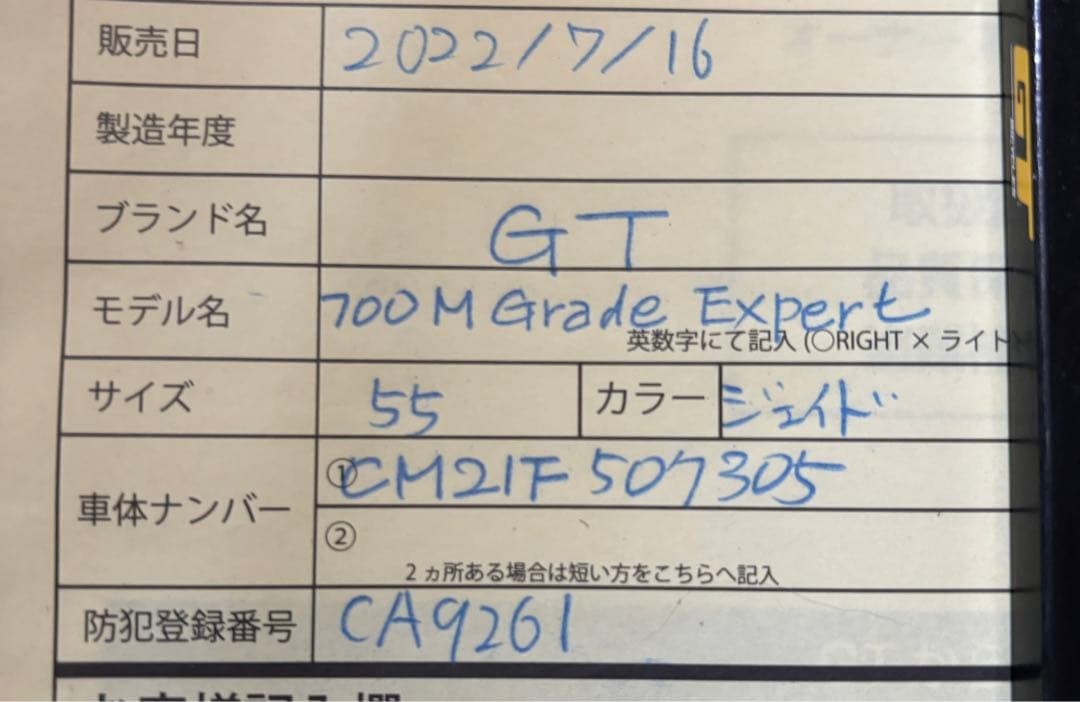 販売日 2022/7/16
製造年度
ブランド名 GT
モデル名 700M Grade Expert
英数字にて記入 (○RIGHT × ライト
サイズ 55 カラー ジェイド
車体ナンバー ① CM21F507305
②
2ヵ所ある場合は短い方をこちらへ記入
防犯登録番号 CA9261
GT